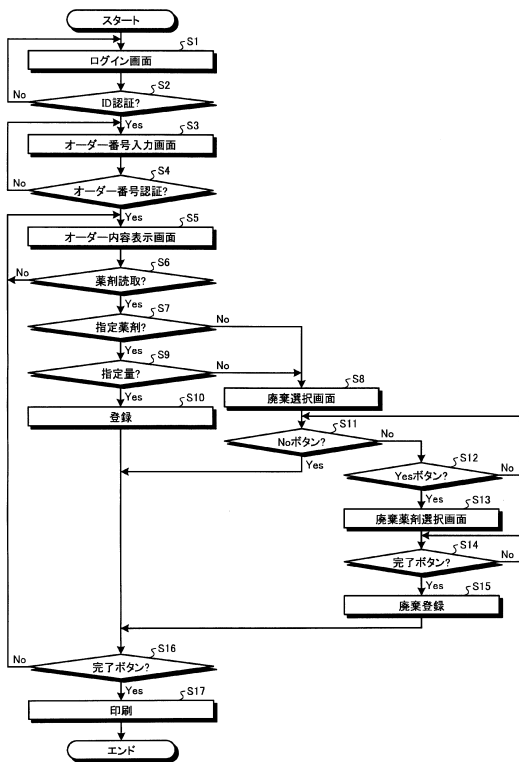 スタート
S1
ログイン画面
S2
ID認証?
No
Yes
S3
オーダー番号入力画面
S4
オーダー番号認証?
No
Yes
S5
オーダー内容表示画面
S6
薬剤読取?
No
Yes
S7
指定薬剤?
No
Yes
S9
指定量?
No
Yes
S8
廃棄選択画面
S10
登録
S11
Noボタン?
No
Yes
S12
Yesボタン?
No
Yes
S13
廃棄薬剤選択画面
S14
完了ボタン?
No
Yes
S15
廃棄登録
S16
完了ボタン?
No
Yes
S17
印刷
エンド